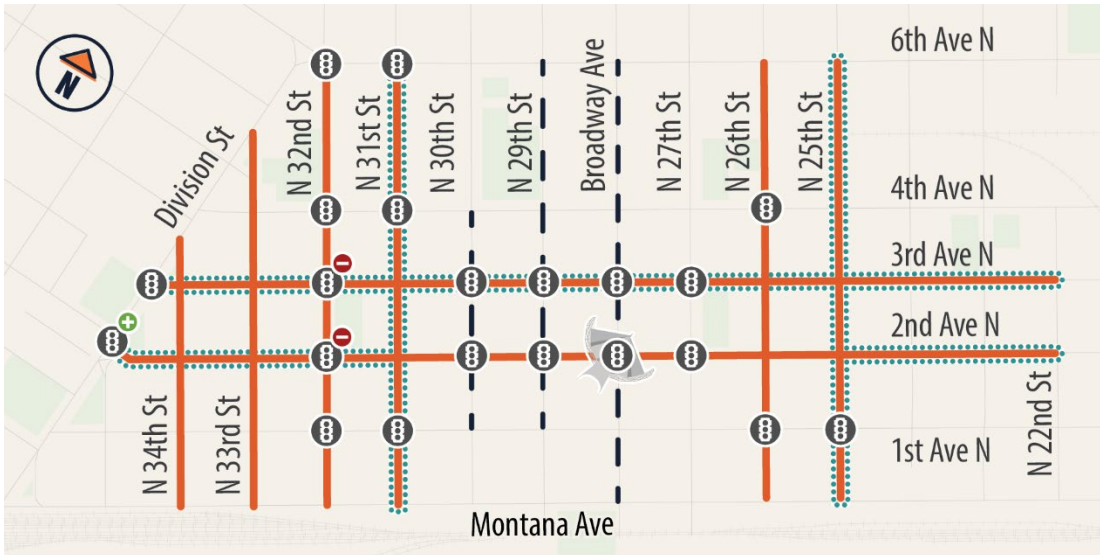 N
Division St
N 32nd St
N 31st St
N 30th St
N 29th St
Broadway Ave
N 27th St
N 26th St
N 25th St
6th Ave N
4th Ave N
3rd Ave N
2nd Ave N
1st Ave N
N 34th St
N 33rd St
N 22nd St
Montana Ave